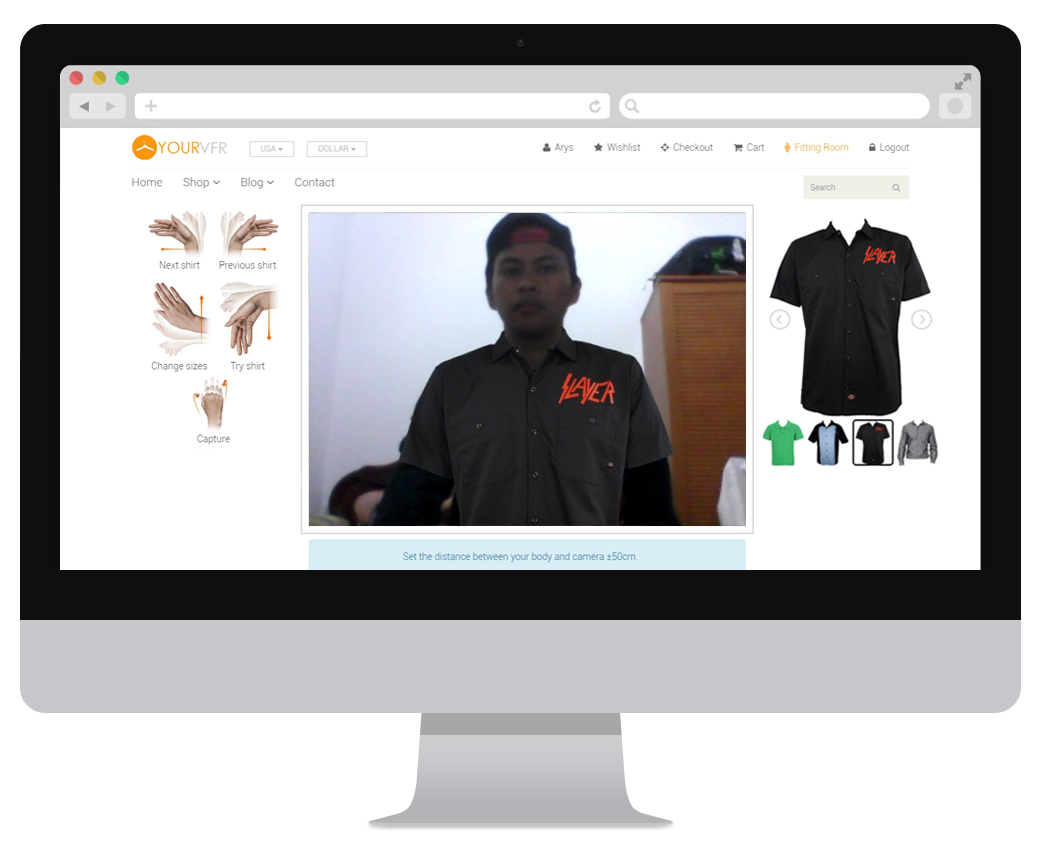 YOURVFR
USA
DOLLAR
Arys
Wishlist
Checkout
Cart
Fitting Room
Logout
Home
Shop
Blog
Contact
Search
Next shirt
Previous shirt
Change sizes
Try shirt
Capture
SLAYER
SLAYER
Set the distance between your body and camera ±50cm.